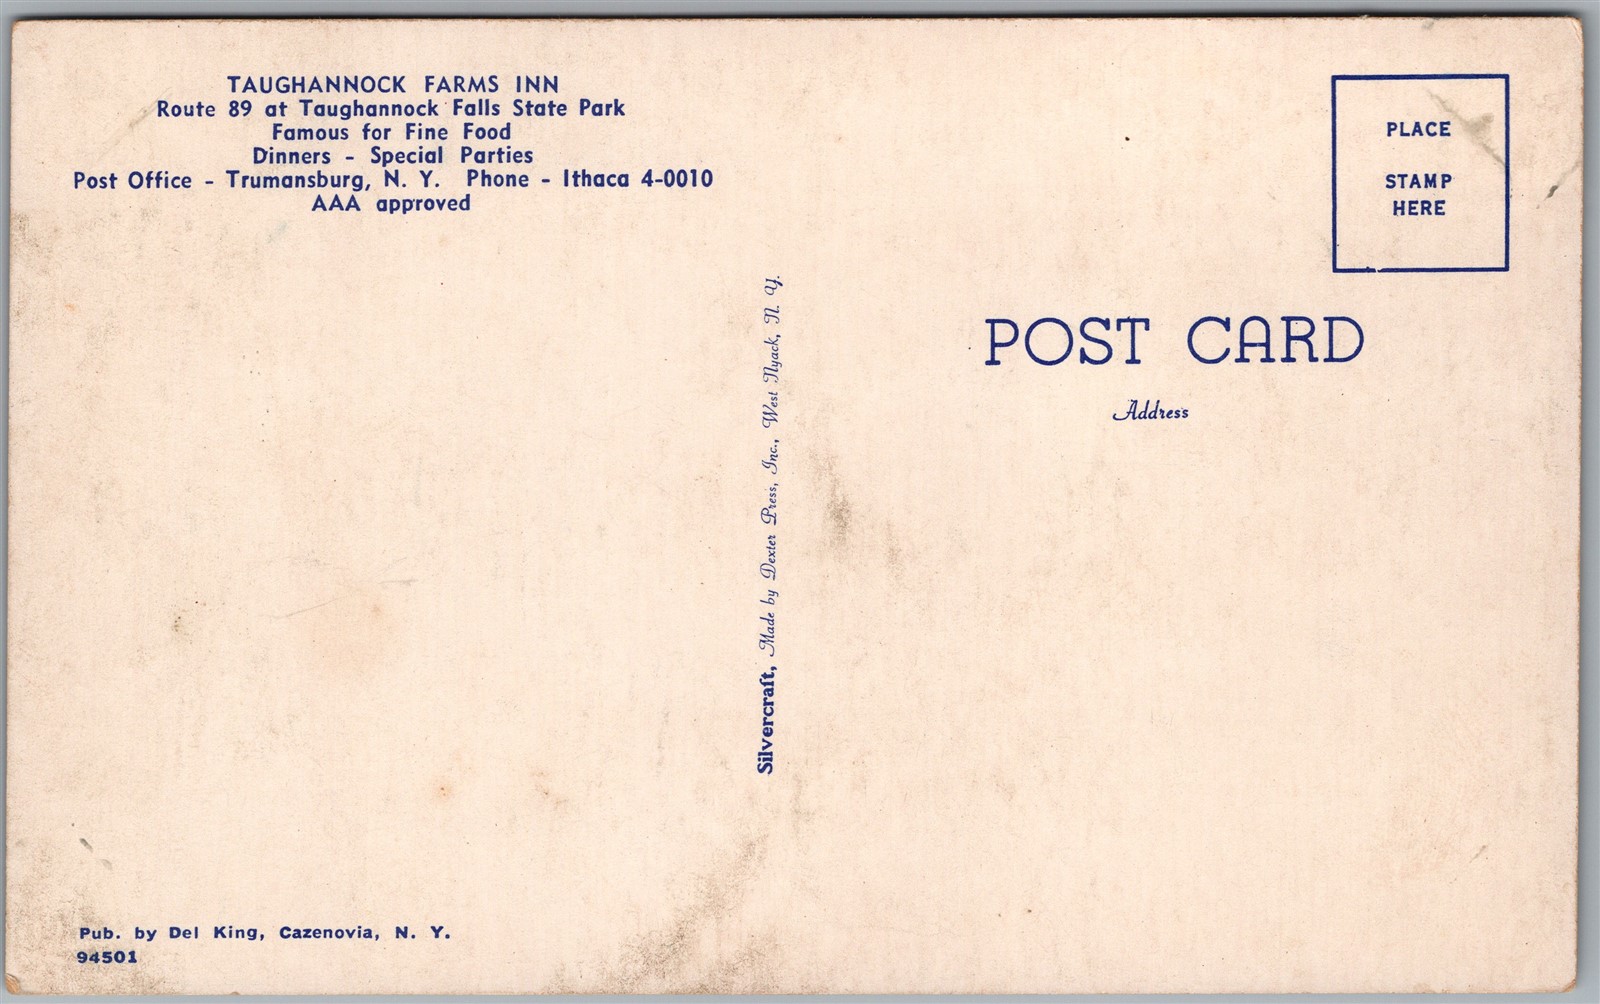 TAUGHANNOCK FARMS INN
Route 89 at Taughannock Falls State Park
Famous for Fine Food
Dinners - Special Parties
Post Office - Trumansburg, N. Y. Phone - Ithaca 4-0010
AAA approved
Pub. by Del King, Cazenovia, N. Y.
94501
Silvercraft, Made by Dexter Press, Inc., West Nyack, N. Y.
PLACE
STAMP
HERE
POST CARD
Address